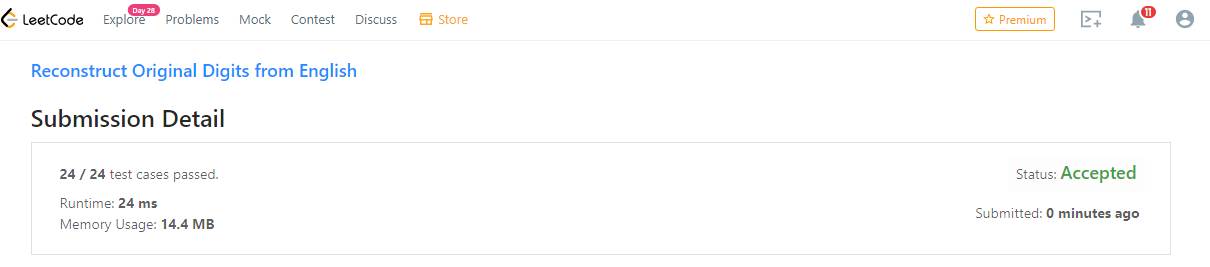 LeetCode Explore Day 28 Problems Mock Contest Discuss Store Premium 11
Reconstruct Original Digits from English
Submission Detail
24 / 24 test cases passed. Status: Accepted
Runtime: 24 ms Submitted: 0 minutes ago
Memory Usage: 14.4 MB